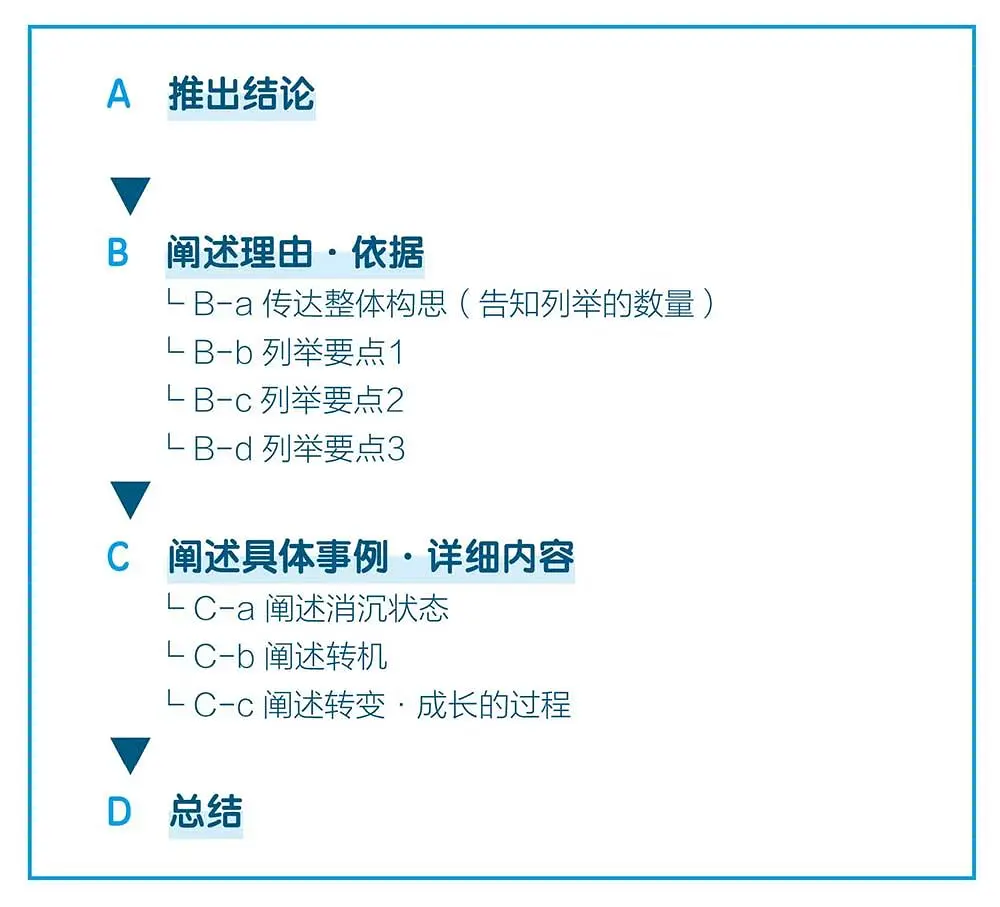 A 推出结论
B 阐述理由·依据
└ B-a 传达整体构思（告知列举的数量）
└ B-b 列举要点1
└ B-c 列举要点2
└ B-d 列举要点3
C 阐述具体事例·详细内容
└ C-a 阐述消沉状态
└ C-b 阐述转机
└ C-c 阐述转变·成长的过程
D 总结